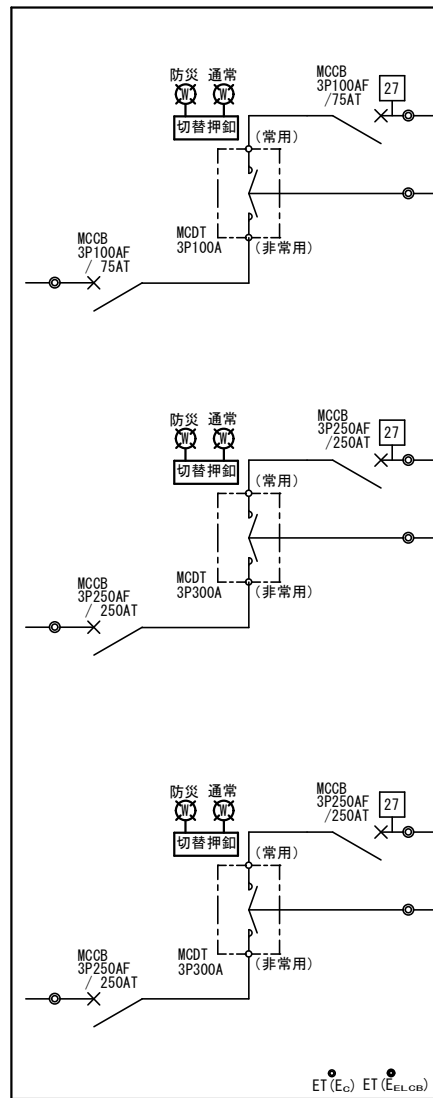 防災 通常
切替押釦
MCCB
3P100AF
/75AT
27
(常用)
MCDT
3P100A
(非常用)
MCCB
3P100AF
/ 75AT
防災 通常
切替押釦
MCCB
3P250AF
/250AT
27
(常用)
MCDT
3P300A
(非常用)
MCCB
3P250AF
/ 250AT
防災 通常
切替押釦
MCCB
3P250AF
/250AT
27
(常用)
MCDT
3P300A
(非常用)
MCCB
3P250AF
/ 250AT
W W
W W
W W
ET(EC) ET(EELCB)